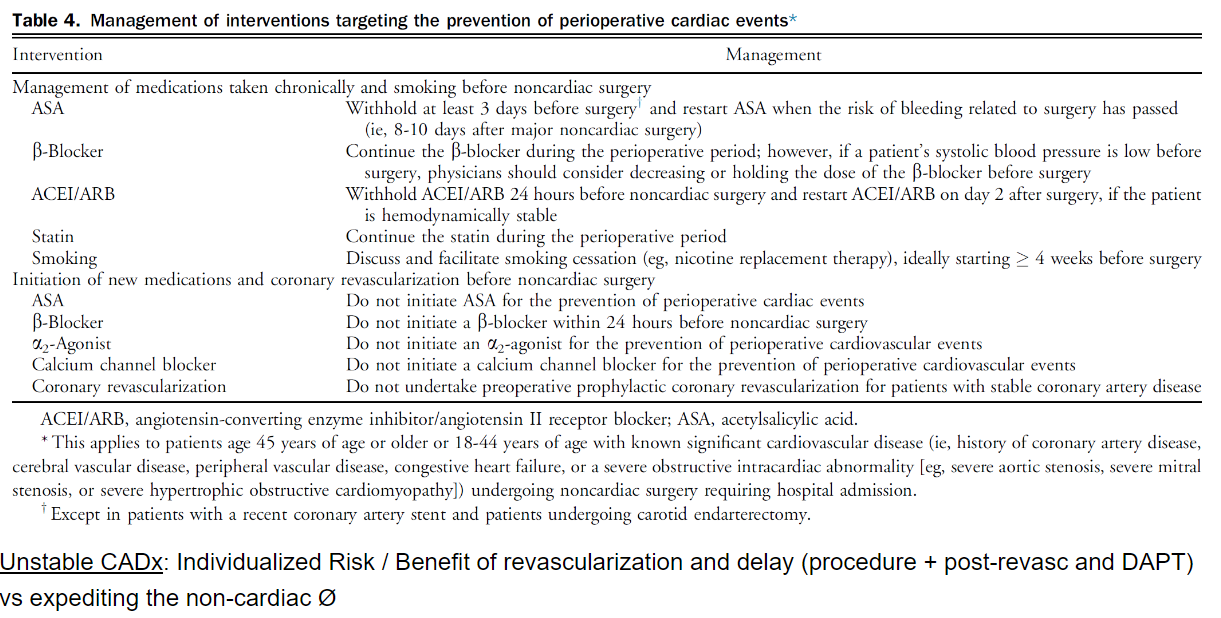 Table 4. Management of interventions targeting the prevention of perioperative cardiac events*
Intervention Management
Management of medications taken chronically and smoking before noncardiac surgery
ASA Withhold at least 3 days before surgery† and restart ASA when the risk of bleeding related to surgery has passed
(ie, 8-10 days after major noncardiac surgery)
β-Blocker Continue the β-blocker during the perioperative period; however, if a patient's systolic blood pressure is low before
surgery, physicians should consider decreasing or holding the dose of the β-blocker before surgery
ACEI/ARB Withhold ACEI/ARB 24 hours before noncardiac surgery and restart ACEI/ARB on day 2 after surgery, if the patient
is hemodynamically stable
Statin Continue the statin during the perioperative period
Smoking Discuss and facilitate smoking cessation (eg, nicotine replacement therapy), ideally starting ≥ 4 weeks before surgery
Initiation of new medications and coronary revascularization before noncardiac surgery
ASA Do not initiate ASA for the prevention of perioperative cardiac events
β-Blocker Do not initiate a β-blocker within 24 hours before noncardiac surgery
α2-Agonist Do not initiate an α2-agonist for the prevention of perioperative cardiovascular events
Calcium channel blocker Do not initiate a calcium channel blocker for the prevention of perioperative cardiovascular events
Coronary revascularization Do not undertake preoperative prophylactic coronary revascularization for patients with stable coronary artery disease
ACEI/ARB, angiotensin-converting enzyme inhibitor/angiotensin II receptor blocker; ASA, acetylsalicylic acid.
* This applies to patients age 45 years of age or older or 18-44 years of age with known significant cardiovascular disease (ie, history of coronary artery disease,
cerebral vascular disease, peripheral vascular disease, congestive heart failure, or a severe obstructive intracardiac abnormality [eg, severe aortic stenosis, severe mitral
stenosis, or severe hypertrophic obstructive cardiomyopathy]) undergoing noncardiac surgery requiring hospital admission.
† Except in patients with a recent coronary artery stent and patients undergoing carotid endarterectomy.
Unstable CADx: Individualized Risk / Benefit of revascularization and delay (procedure + post-revasc and DAPT)
vs expediting the non-cardiac Ø